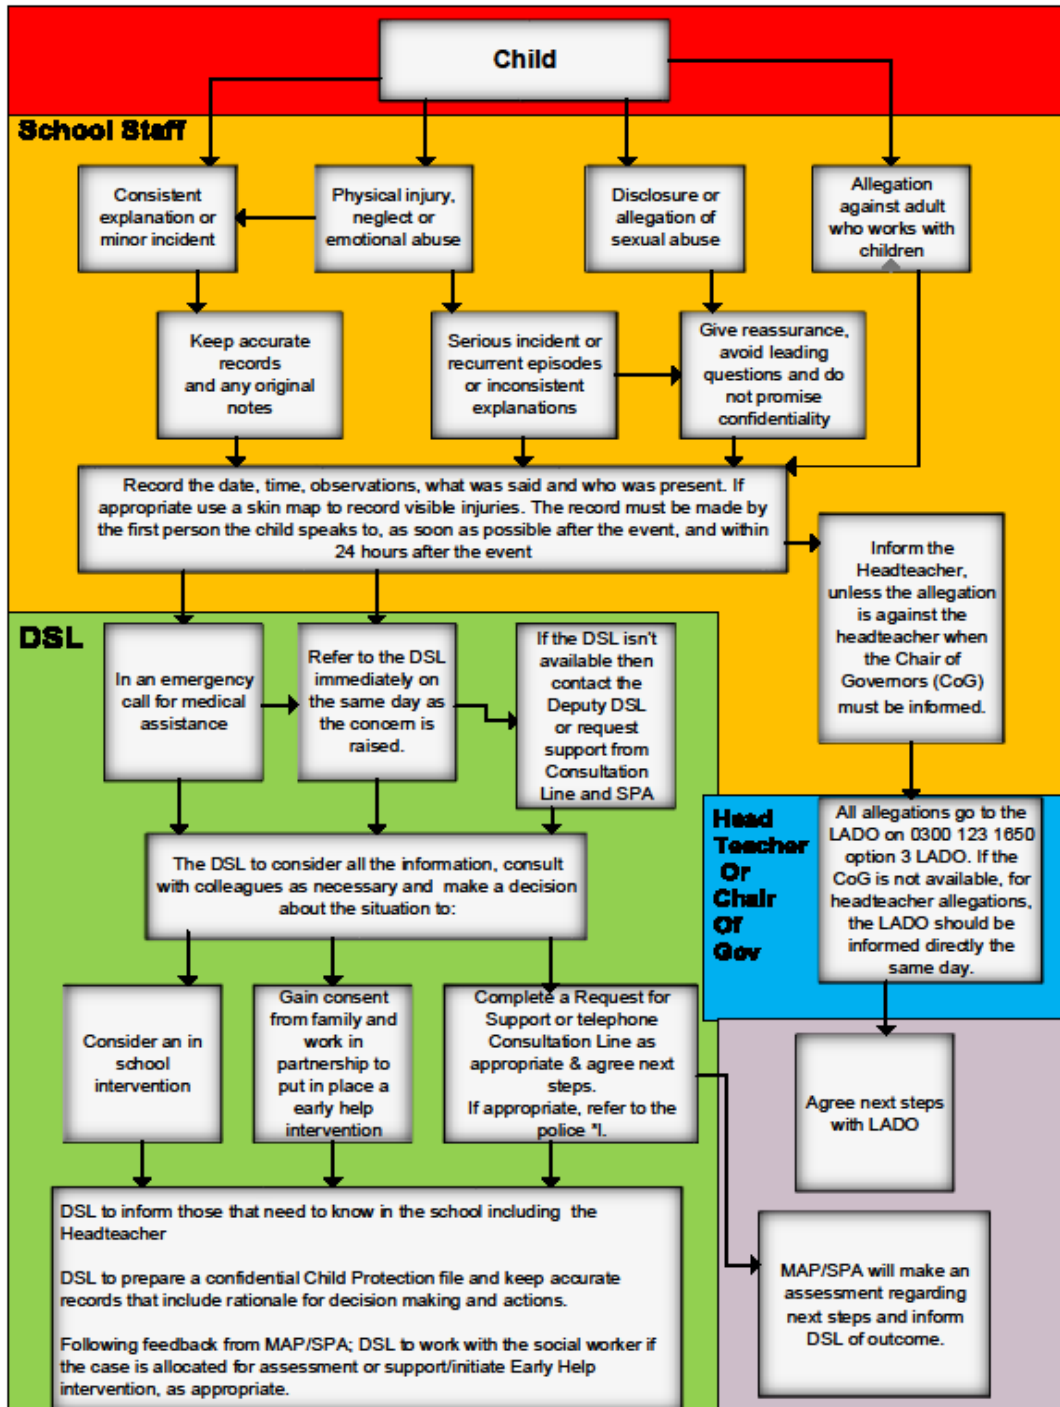 Child
School Staff
Consistent
explanation or
minor incident
Physical injury,
neglect or
emotional abuse
Disclosure or
allegation of
sexual abuse
Allegation
against adult
who works with
children
Keep accurate
records
and any original
notes
Serious incident or
recurrent episodes
or inconsistent
explanations
Give reassurance,
avoid leading
questions and do
not promise
confidentiality
Record the date, time, observations, what was said and who was present. If
appropriate use a skin map to record visible injuries. The record must be made by
the first person the child speaks to, as soon as possible after the event, and within
24 hours after the event
Inform the
Headteacher,
unless the allegation
is against the
headteacher when
the Chair of
Governors (CoG)
must be informed.
DSL
In an emergency
call for medical
assistance
Refer to the DSL
immediately on
the same day as
the concern is
raised.
If the DSL isn't
available then
contact the
Deputy DSL
or request
support from
Consultation
Line and SPA
Head
Teacher
Or
Chair
Of
Gov
All allegations go to the
LADO on 0300 123 1650
option 3 LADO. If the
CoG is not available, for
headteacher allegations,
the LADO should be
informed directly the
same day.
The DSL to consider all the information, consult
with colleagues as necessary and make a decision
about the situation to:
Consider an in
school
intervention
Gain consent
from family and
work in
partnership to
put in place a
early help
intervention
Complete a Request for
Support or telephone
Consultation Line as
appropriate & agree next
steps.
If appropriate, refer to the
police *I.
Agree next steps
with LADO
DSL to inform those that need to know in the school including the
Headteacher
DSL to prepare a confidential Child Protection file and keep accurate
records that include rationale for decision making and actions.
Following feedback from MAP/SPA; DSL to work with the social worker if
the case is allocated for assessment or support/initiate Early Help
intervention, as appropriate.
MAP/SPA will make an
assessment regarding
next steps and inform
DSL of outcome.